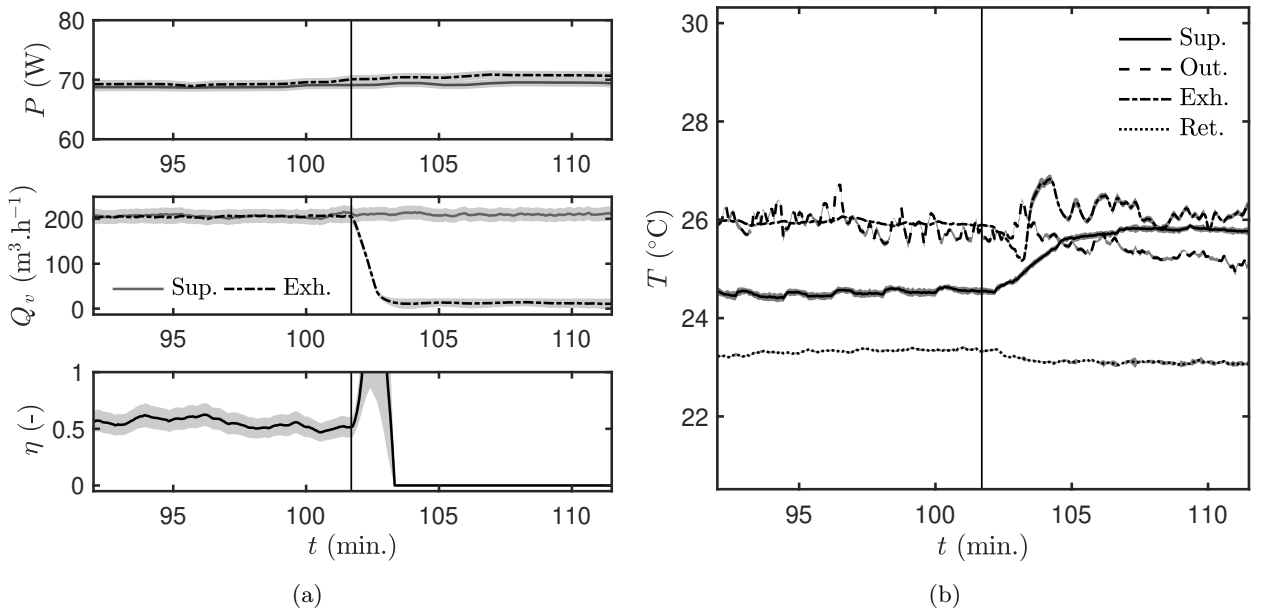 80
70
60
P (W)
95 100 105 110
200
100
0
Q_v (m³.h⁻¹)
Sup. Exh.
95 100 105 110
1
0.5
0
η (-)
95 100 105 110
t (min.)
(a)
30
28
26
24
22
T (°C)
Sup.
Out.
Exh.
Ret.
95 100 105 110
t (min.)
(b)